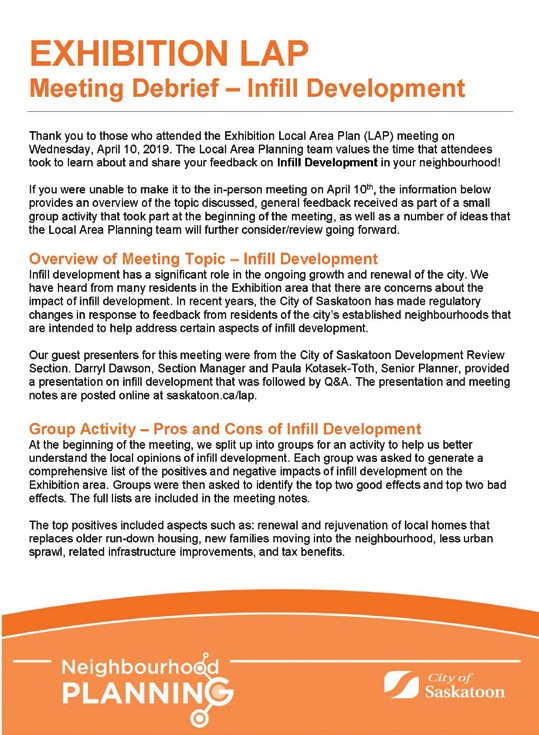 EXHIBITION LAP
Meeting Debrief – Infill Development
Thank you to those who attended the Exhibition Local Area Plan (LAP) meeting on
Wednesday, April 10, 2019. The Local Area Planning team values the time that attendees
took to learn about and share your feedback on Infill Development in your neighbourhood!
If you were unable to make it to the in-person meeting on April 10th, the information below
provides an overview of the topic discussed, general feedback received as part of a small
group activity that took part at the beginning of the meeting, as well as a number of ideas that
the Local Area Planning team will further consider/review going forward.
Overview of Meeting Topic – Infill Development
Infill development has a significant role in the ongoing growth and renewal of the city. We
have heard from many residents in the Exhibition area that there are concerns about the
impact of infill development. In recent years, the City of Saskatoon has made regulatory
changes in response to feedback from residents of the city's established neighbourhoods that
are intended to help address certain aspects of infill development.
Our guest presenters for this meeting were from the City of Saskatoon Development Review
Section. Darryl Dawson, Section Manager and Paula Kotasek-Toth, Senior Planner, provided
a presentation on infill development that was followed by Q&A. The presentation and meeting
notes are posted online at saskatoon.ca/lap.
Group Activity – Pros and Cons of Infill Development
At the beginning of the meeting, we split up into groups for an activity to help us better
understand the local opinions of infill development. Each group was asked to generate a
comprehensive list of the positives and negative impacts of infill development on the
Exhibition area. Groups were then asked to identify the top two good effects and top two bad
effects. The full lists are included in the meeting notes.
The top positives included aspects such as: renewal and rejuvenation of local homes that
replaces older run-down housing, new families moving into the neighbourhood, less urban
sprawl, related infrastructure improvements, and tax benefits.
Neighbourhood
PLANNING
City of
Saskatoon